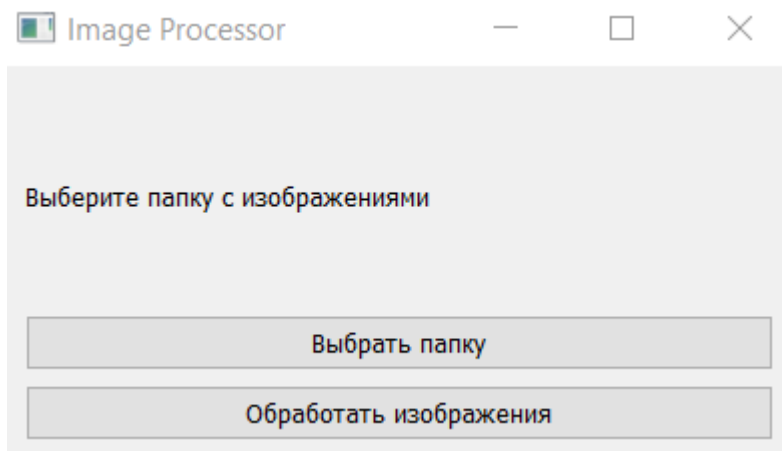 Image Processor
Выберите папку с изображениями
Выбрать папку
Обработать изображения